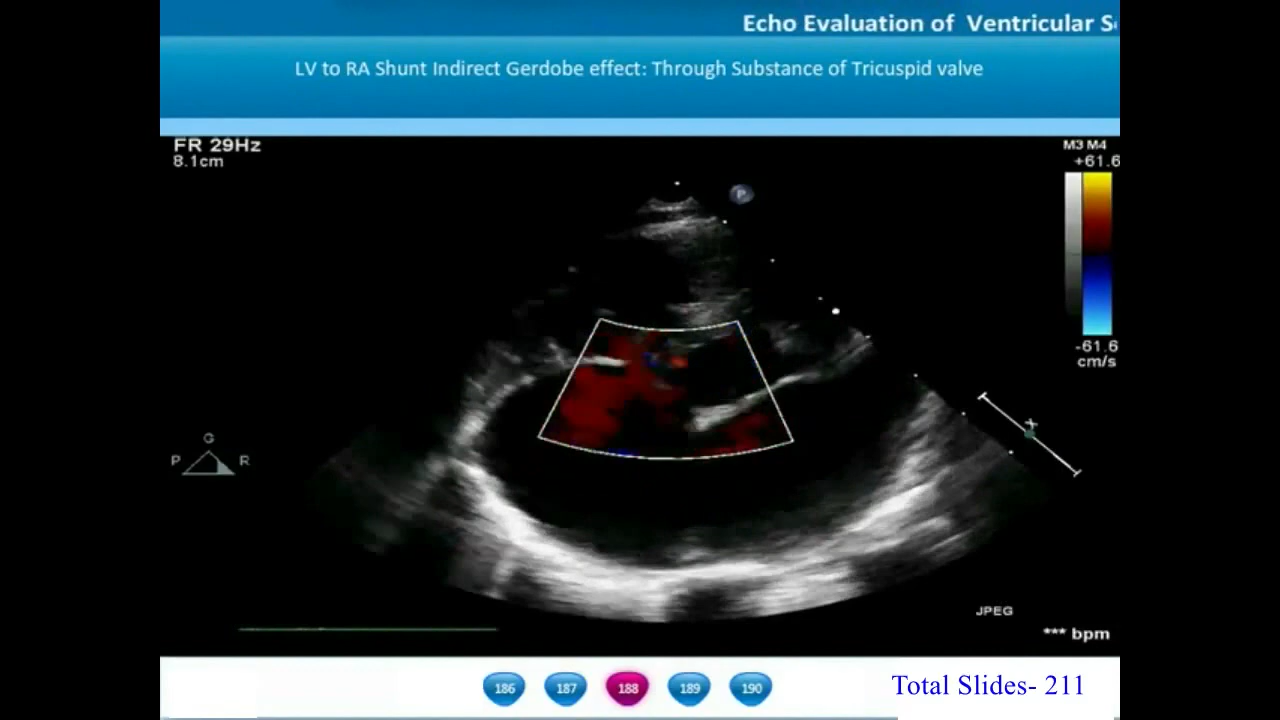 Echo Evaluation of Ventricular S
LV to RA Shunt Indirect Gerdobe effect: Through Substance of Tricuspid valve
FR 29Hz
8.1cm
M3 M4
+61.6
P
-61.6
cm/s
G
P R
JPEG
*** bpm
186 187 188 189 190
Total Slides- 211